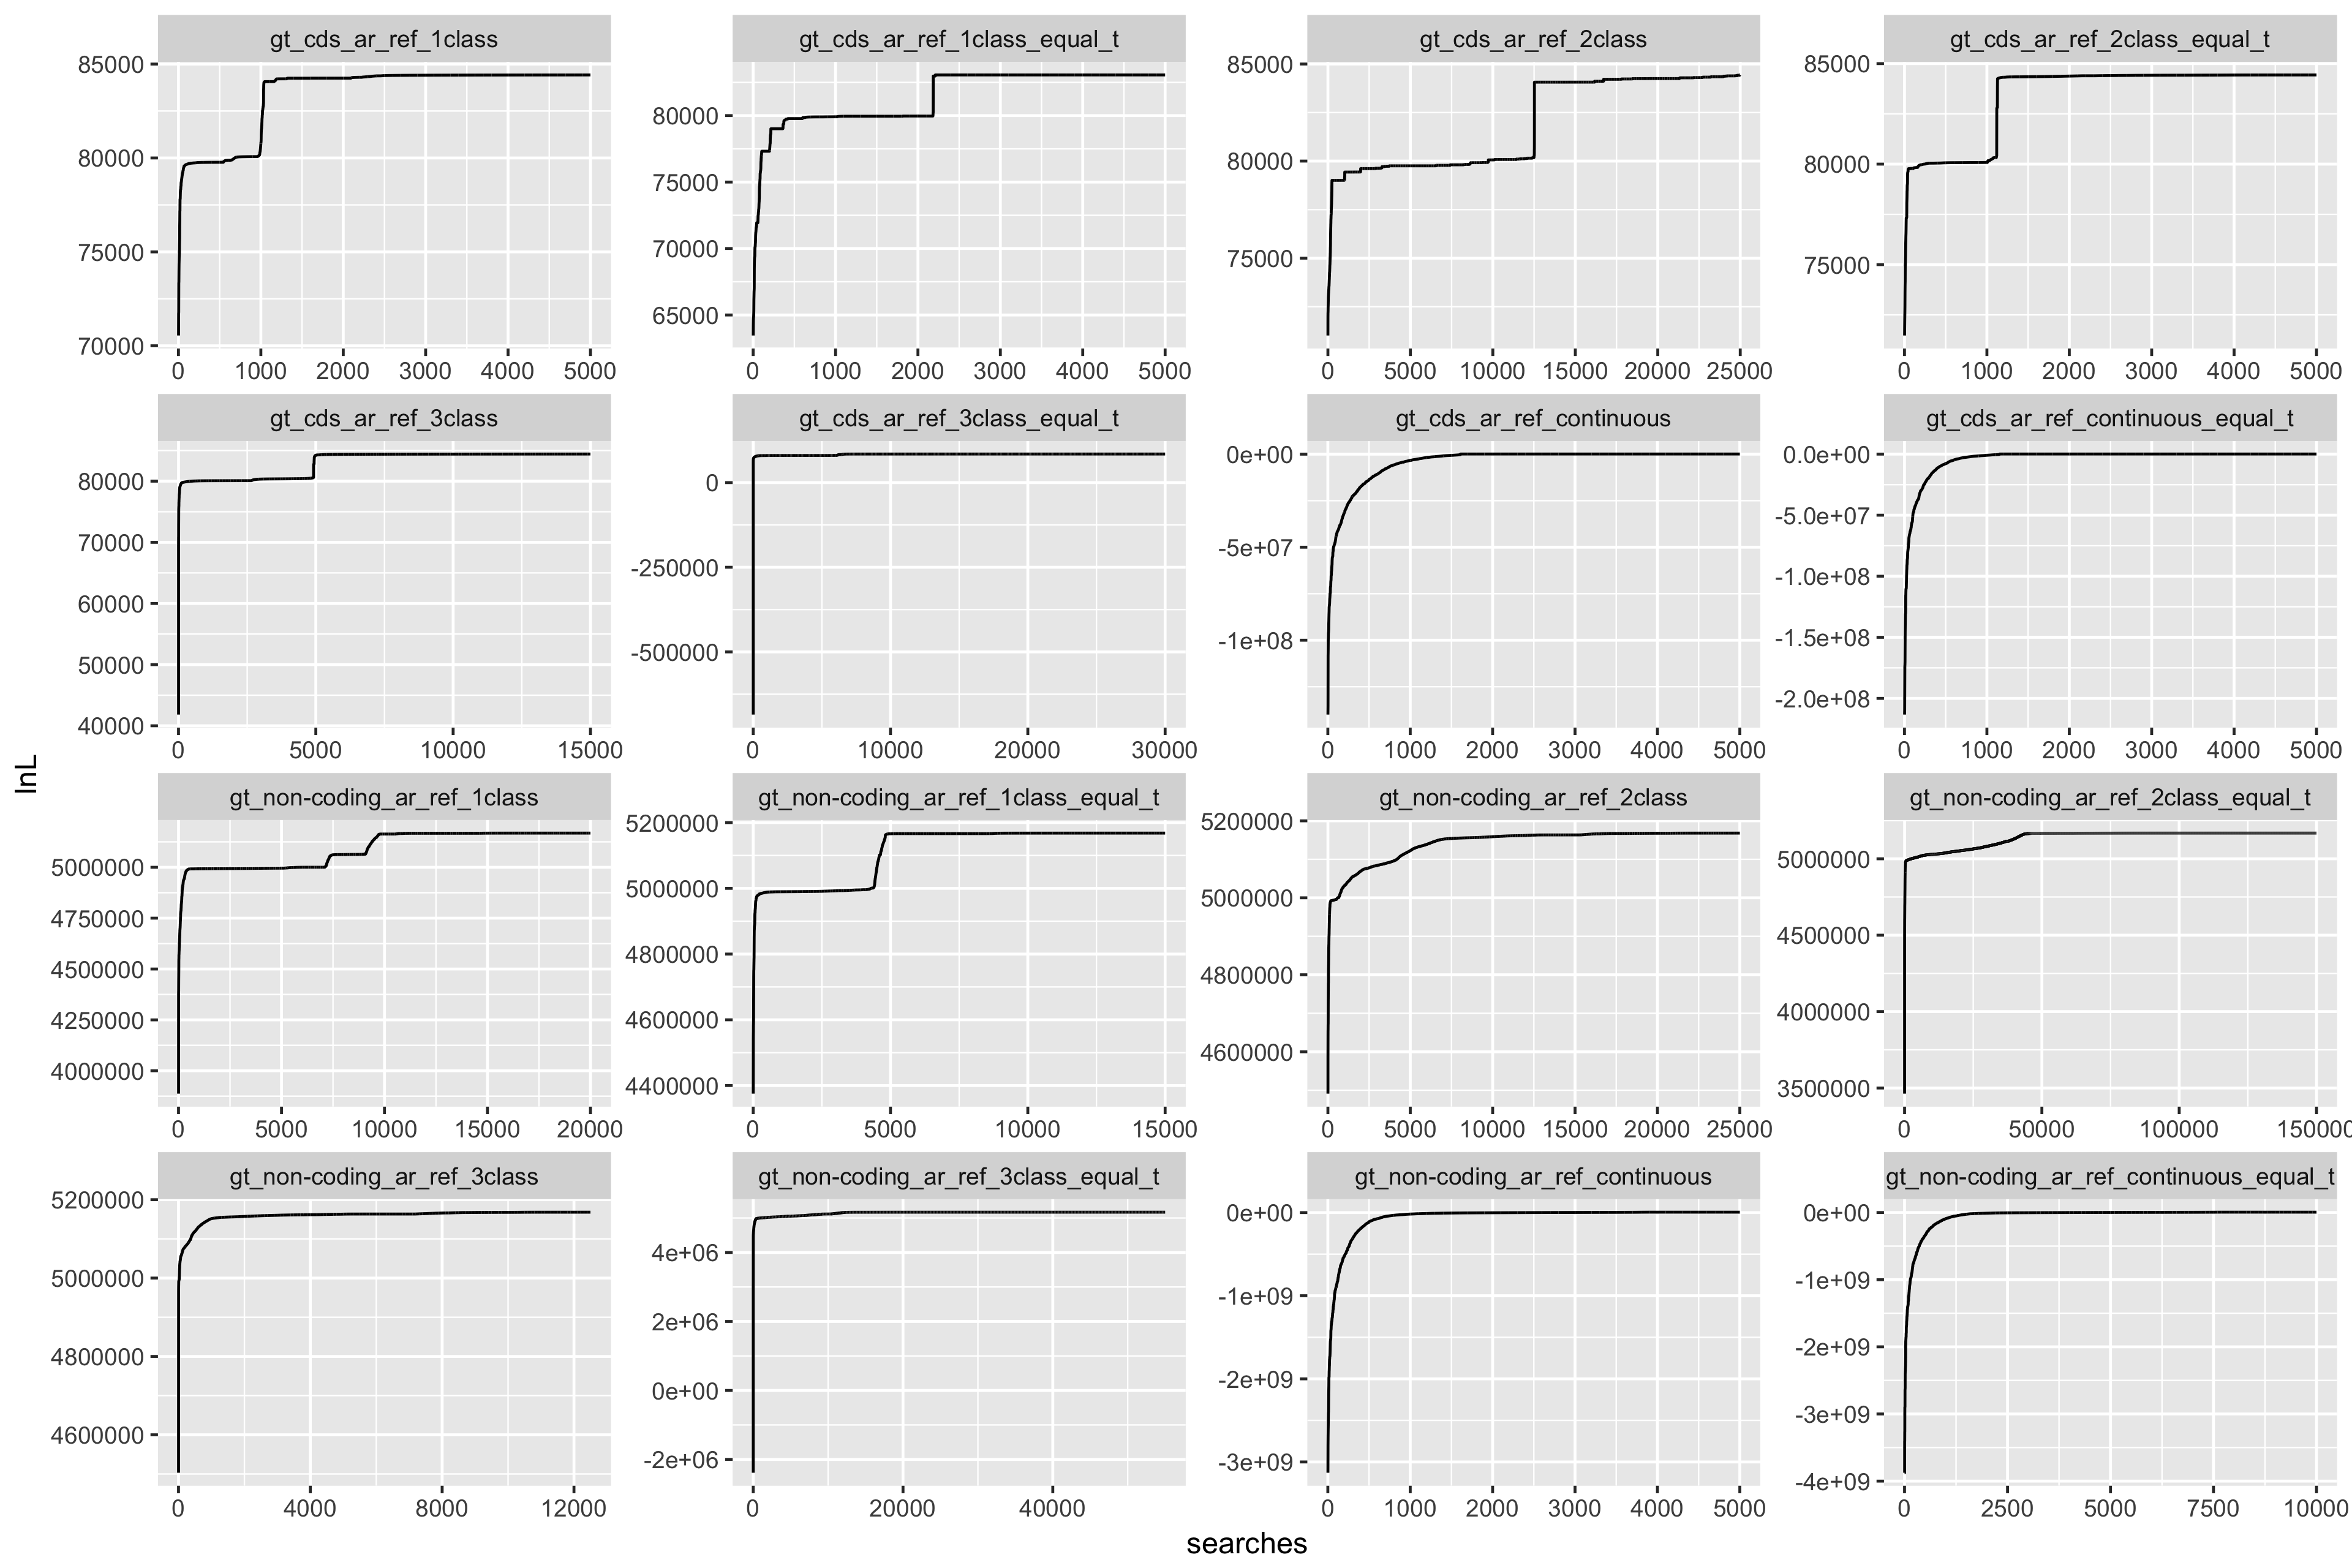 gt_cds_ar_ref_1class
gt_cds_ar_ref_1class_equal_t
gt_cds_ar_ref_2class
gt_cds_ar_ref_2class_equal_t
85000
80000
75000
70000
0 1000 2000 3000 4000 5000
80000
75000
70000
65000
0 1000 2000 3000 4000 5000
85000
80000
75000
0 5000 10000 15000 20000 25000
85000
80000
75000
0 1000 2000 3000 4000 5000
gt_cds_ar_ref_3class
gt_cds_ar_ref_3class_equal_t
gt_cds_ar_ref_continuous
gt_cds_ar_ref_continuous_equal_t
80000
70000
60000
50000
40000
0 5000 10000 15000
0
-250000
-500000
0 10000 20000 30000
0e+00
-5e+07
-1e+08
0 1000 2000 3000 4000 5000
0.0e+00
-5.0e+07
-1.0e+08
-1.5e+08
-2.0e+08
0 1000 2000 3000 4000 5000
lnL
gt_non-coding_ar_ref_1class
gt_non-coding_ar_ref_1class_equal_t
gt_non-coding_ar_ref_2class
gt_non-coding_ar_ref_2class_equal_t
5000000
4750000
4500000
4250000
4000000
0 5000 10000 15000 20000
5200000
5000000
4800000
4600000
4400000
0 5000 10000 15000
5200000
5000000
4800000
4600000
0 5000 10000 15000 20000 25000
5000000
4500000
4000000
3500000
0 50000 100000 150000
gt_non-coding_ar_ref_3class
gt_non-coding_ar_ref_3class_equal_t
gt_non-coding_ar_ref_continuous
gt_non-coding_ar_ref_continuous_equal_t
5200000
5000000
4800000
4600000
0 4000 8000 12000
4e+06
2e+06
0e+00
-2e+06
0 20000 40000
0e+00
-1e+09
-2e+09
-3e+09
0 1000 2000 3000 4000 5000
0e+00
-1e+09
-2e+09
-3e+09
-4e+09
0 2500 5000 7500 10000
searches